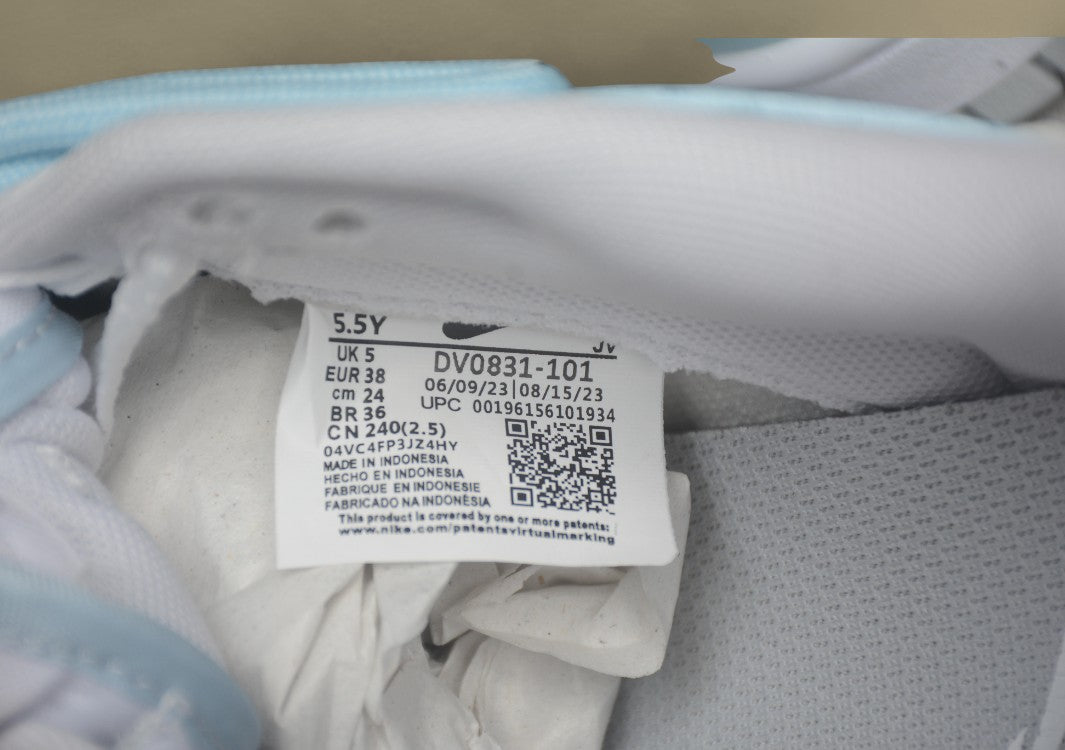 5.5Y
JV
UK 5
EUR 38
cm 24
BR 36
CN 240(2.5)
DV0831-101
06/09/23|08/15/23
UPC 00196156101934
04VC4FP3JZ4HY
MADE IN INDONESIA
HECHO EN INDONESIA
FABRIQUE EN INDONESIE
FABRICADO NA INDONÈSIA
This product is covered by one or more patents:
www.nike.com/patentsvirtualmarking